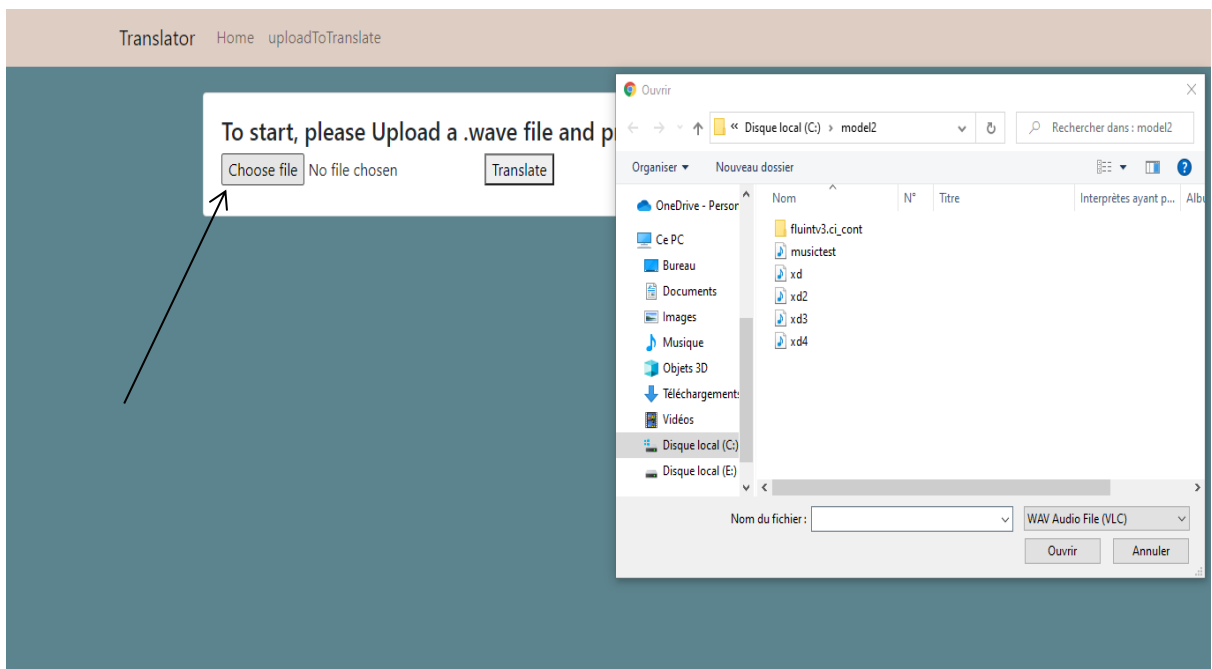 Translator Home uploadToTranslate
To start, please Upload a .wave file and
Choose file No file chosen Translate
Ouvrir
« Disque local (C:) › model2 Rechercher dans : model2
Organiser Nouveau dossier
Nom N° Titre Interprètes ayant p...
OneDrive - Person
Ce PC
Bureau
Documents
Images
Musique
Objets 3D
Téléchargements
Vidéos
Disque local (C:)
Disque local (E:)
fluintv3.ci_cont
musictest
xd
xd2
xd3
xd4
Nom du fichier : WAV Audio File (VLC)
Ouvrir Annuler